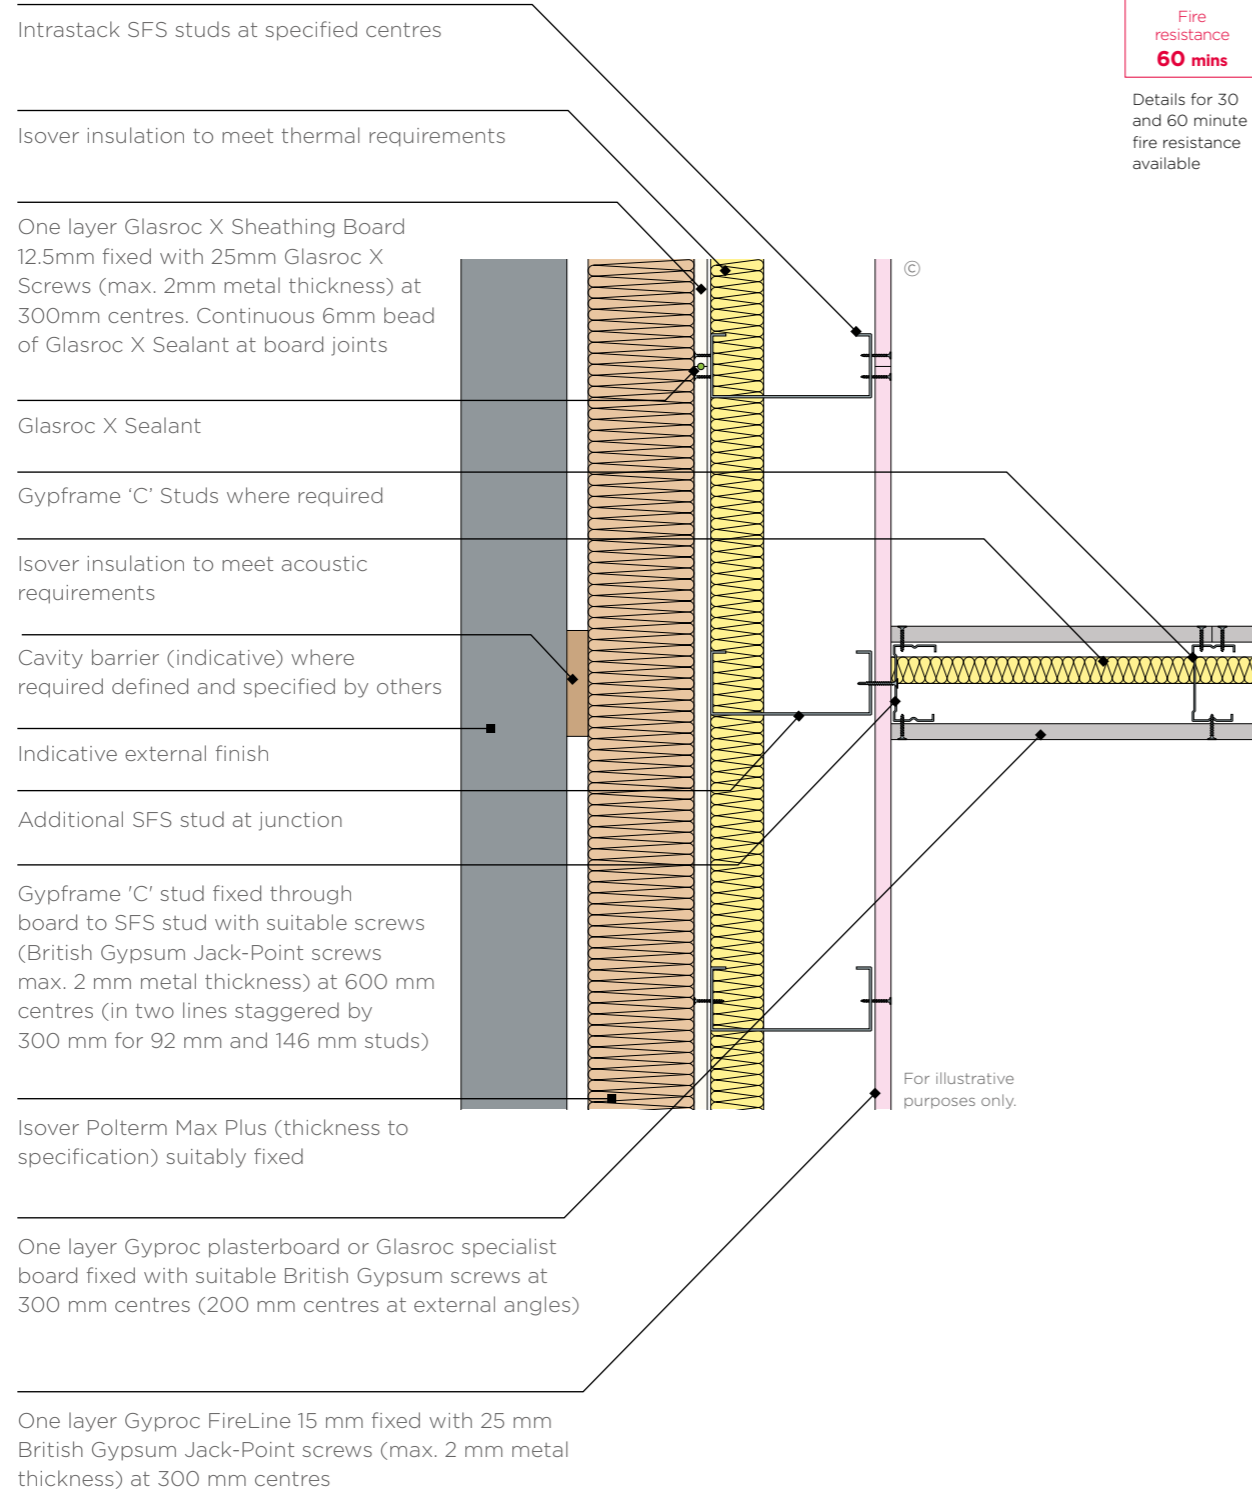 Intrastack SFS studs at specified centres
Isover insulation to meet thermal requirements
One layer Glasroc X Sheathing Board
12.5mm fixed with 25mm Glasroc X
Screws (max. 2mm metal thickness) at
300mm centres. Continuous 6mm bead
of Glasroc X Sealant at board joints
Glasroc X Sealant
Gypframe ‘C’ Studs where required
Isover insulation to meet acoustic
requirements
Cavity barrier (indicative) where
required defined and specified by others
Indicative external finish
Additional SFS stud at junction
Gypframe 'C' stud fixed through
board to SFS stud with suitable screws
(British Gypsum Jack-Point screws
max. 2 mm metal thickness) at 600 mm
centres (in two lines staggered by
300 mm for 92 mm and 146 mm studs)
Isover Polterm Max Plus (thickness to
specification) suitably fixed
One layer Gyproc plasterboard or Glasroc specialist
board fixed with suitable British Gypsum screws at
300 mm centres (200 mm centres at external angles)
One layer Gyproc FireLine 15 mm fixed with 25 mm
British Gypsum Jack-Point screws (max. 2 mm metal
thickness) at 300 mm centres
Fire
resistance
60 mins
Details for 30
and 60 minute
fire resistance
available
©
For illustrative
purposes only.